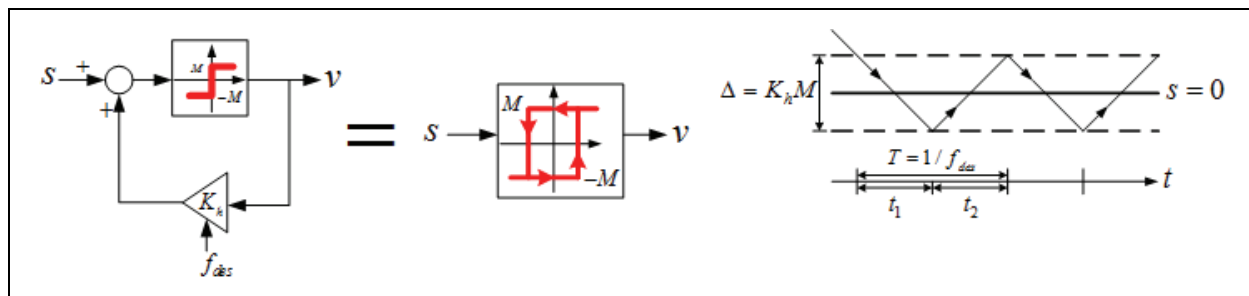 s
+
+
M
-M
v
K_h
f_des
=
s
M
-M
v
Δ = K_h M
s = 0
T = 1 / f_des
t
t_1
t_2